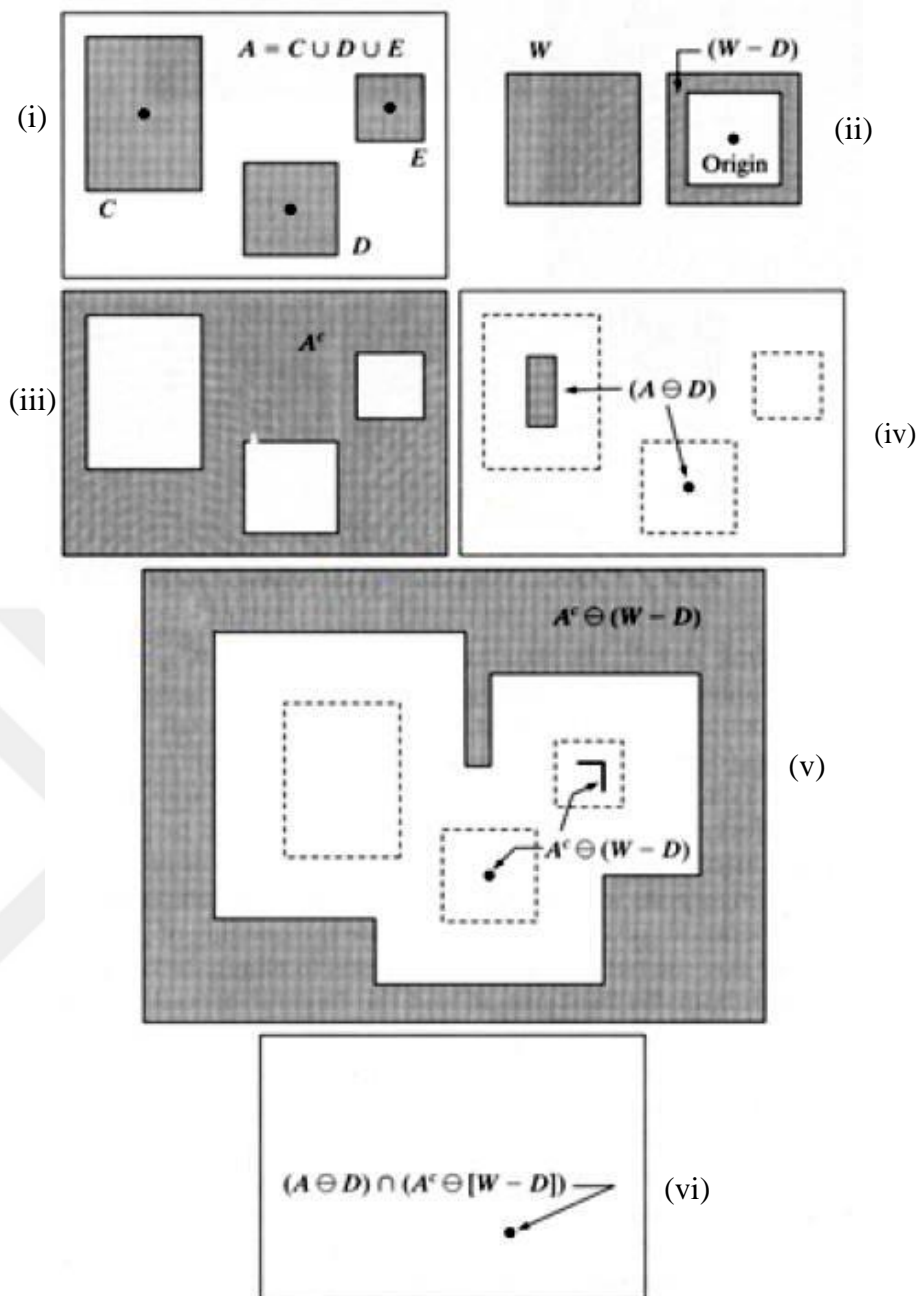 (i)
A = C ∪ D ∪ E
C
D
E
W
(W − D)
Origin
(ii)
(iii)
Aᶜ
(A ⊖ D)
(iv)
Aᶜ ⊖ (W − D)
Aᶜ ⊖ (W − D)
(v)
(A ⊖ D) ∩ (Aᶜ ⊖ [W − D])
(vi)